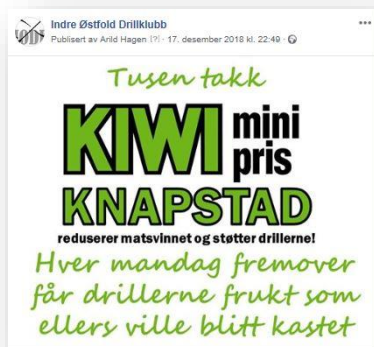 Indre Østfold Drillklubb
Publisert av Arild Hagen [?] · 17. desember 2018 kl. 22:49 ·
Tusen takk
KIWI mini
pris
KNAPSTAD
reduserer matsvinnet og støtter drillerne!
Hver mandag fremover
får drillerne frukt som
ellers ville blitt kastet